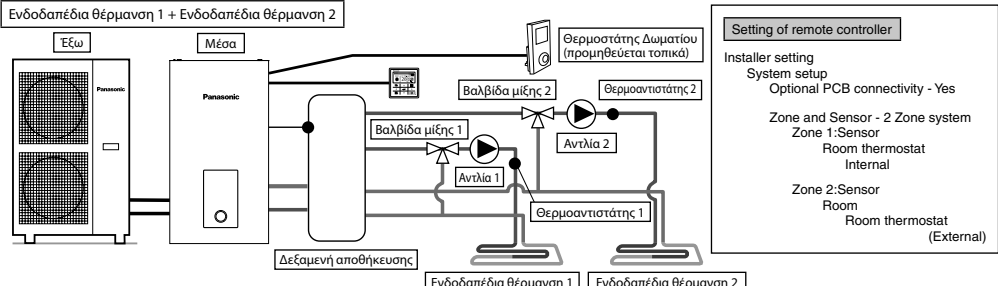 Ενδοδαπέδια θέρμανση 1 + Ενδοδαπέδια θέρμανση 2
Έξω
Μέσα
Panasonic
Panasonic
Θερμοστάτης Δωματίου
(προμηθεύεται τοπικά)
Βαλβίδα μίξης 2
Θερμοαντιστάτης 2
Βαλβίδα μίξης 1
Αντλία 2
Αντλία 1
Θερμοαντιστάτης 1
Δεξαμενή αποθήκευσης
Ενδοδαπέδια θέρμανση 1
Ενδοδαπέδια θέρμανση 2
Setting of remote controller
Installer setting
System setup
Optional PCB connectivity - Yes
Zone and Sensor - 2 Zone system
Zone 1:Sensor
Room thermostat
Internal
Zone 2:Sensor
Room
Room thermostat
(External)